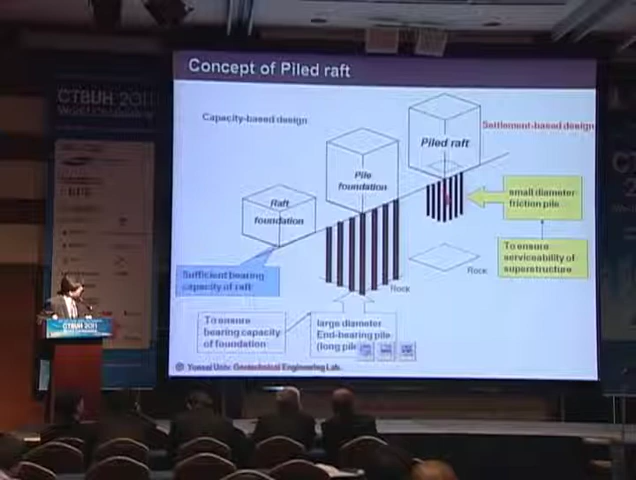 Concept of Piled raft
CTBUH 2011
Capacity-based design
Settlement-based design
Piled raft
Pile
foundation
Raft
foundation
small diameter
friction pile
To ensure
serviceability of
superstructure
Rock
Sufficient bearing
capacity of raft
Rock
To ensure
bearing capacity
of foundation
large diameter
End-bearing pile
(long pile
Yonsei Univ. Geotechnical Engineering Lab.
CTBUH 2011